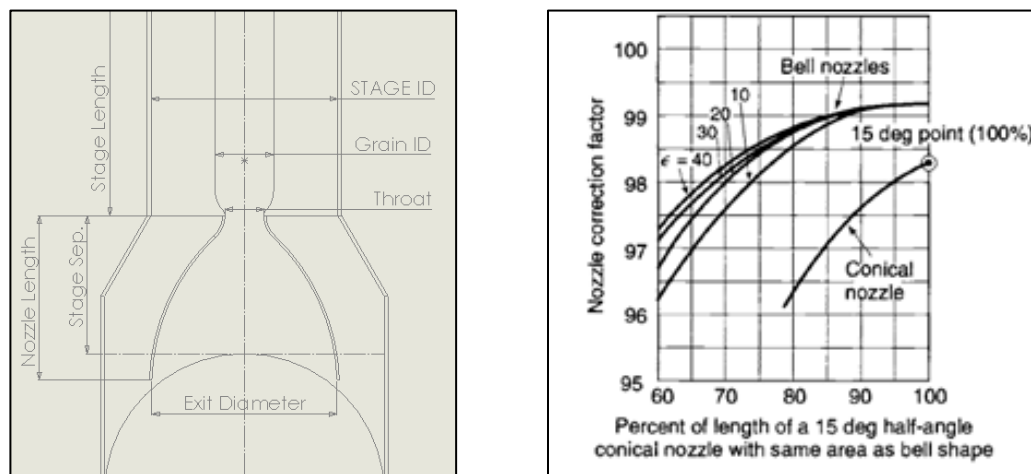 Stage Length
STAGE ID
Grain ID
Throat
Nozzle Length
Stage Sep.
Exit Diameter
Nozzle correction factor
100
99
98
97
96
95
Bell nozzles
10
20
30
ϵ = 40
15 deg point (100%)
Conical
nozzle
60 70 80 90 100
Percent of length of a 15 deg half-angle
conical nozzle with same area as bell shape